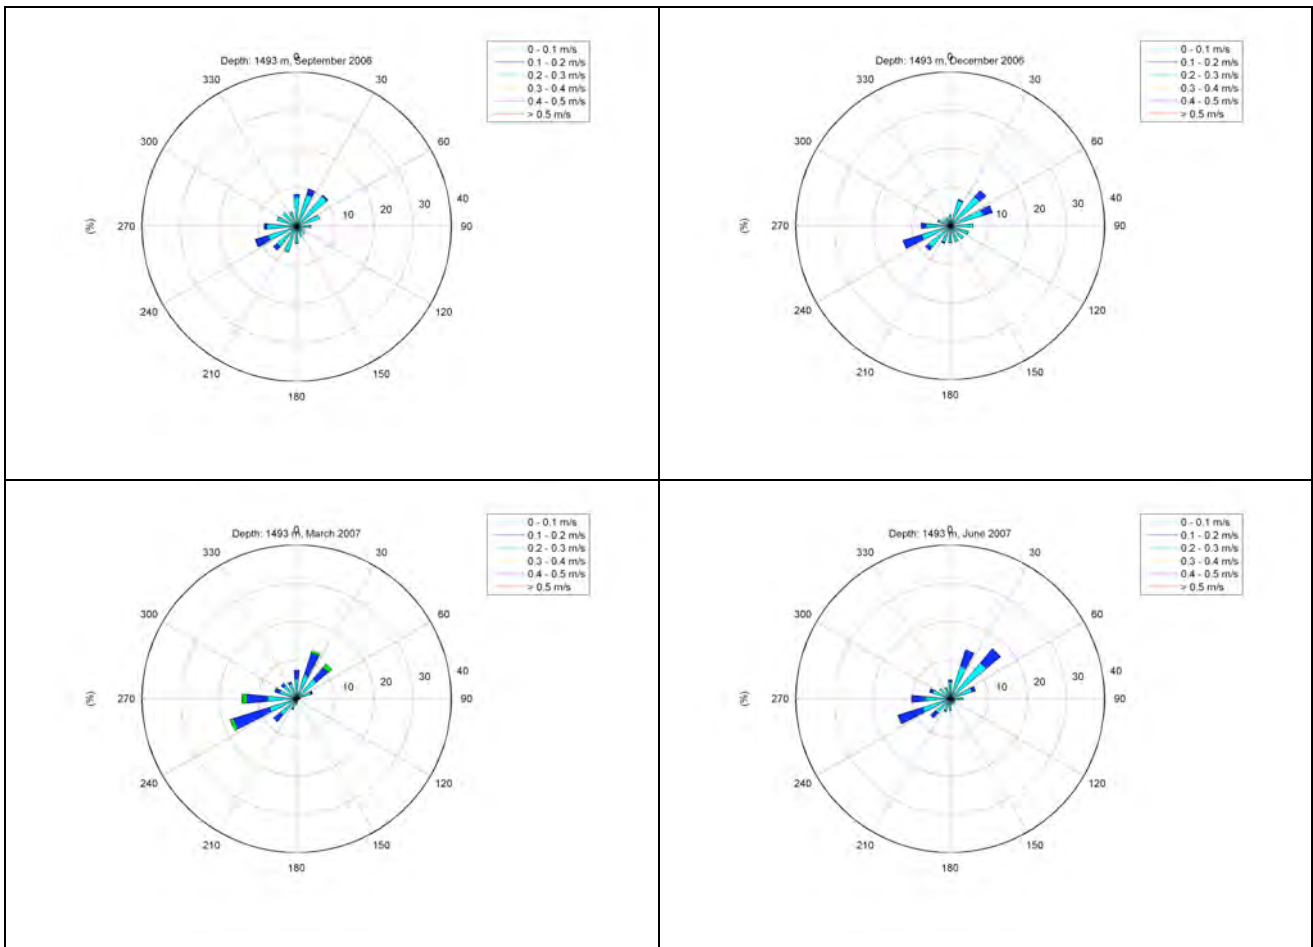 Depth: 1493 m, September 2006
0
30
60
40
90
120
150
180
210
240
270
300
330
10
20
30
(%)
0 - 0.1 m/s
0.1 - 0.2 m/s
0.2 - 0.3 m/s
0.3 - 0.4 m/s
0.4 - 0.5 m/s
> 0.5 m/s
Depth: 1493 m, December 2006
0
30
60
40
90
120
150
180
210
240
270
300
330
10
20
30
(%)
0 - 0.1 m/s
0.1 - 0.2 m/s
0.2 - 0.3 m/s
0.3 - 0.4 m/s
0.4 - 0.5 m/s
> 0.5 m/s
Depth: 1493 m, March 2007
0
30
60
40
90
120
150
180
210
240
270
300
330
10
20
30
(%)
0 - 0.1 m/s
0.1 - 0.2 m/s
0.2 - 0.3 m/s
0.3 - 0.4 m/s
0.4 - 0.5 m/s
> 0.5 m/s
Depth: 1493 m, June 2007
0
30
60
40
90
120
150
180
210
240
270
300
330
10
20
30
(%)
0 - 0.1 m/s
0.1 - 0.2 m/s
0.2 - 0.3 m/s
0.3 - 0.4 m/s
0.4 - 0.5 m/s
> 0.5 m/s